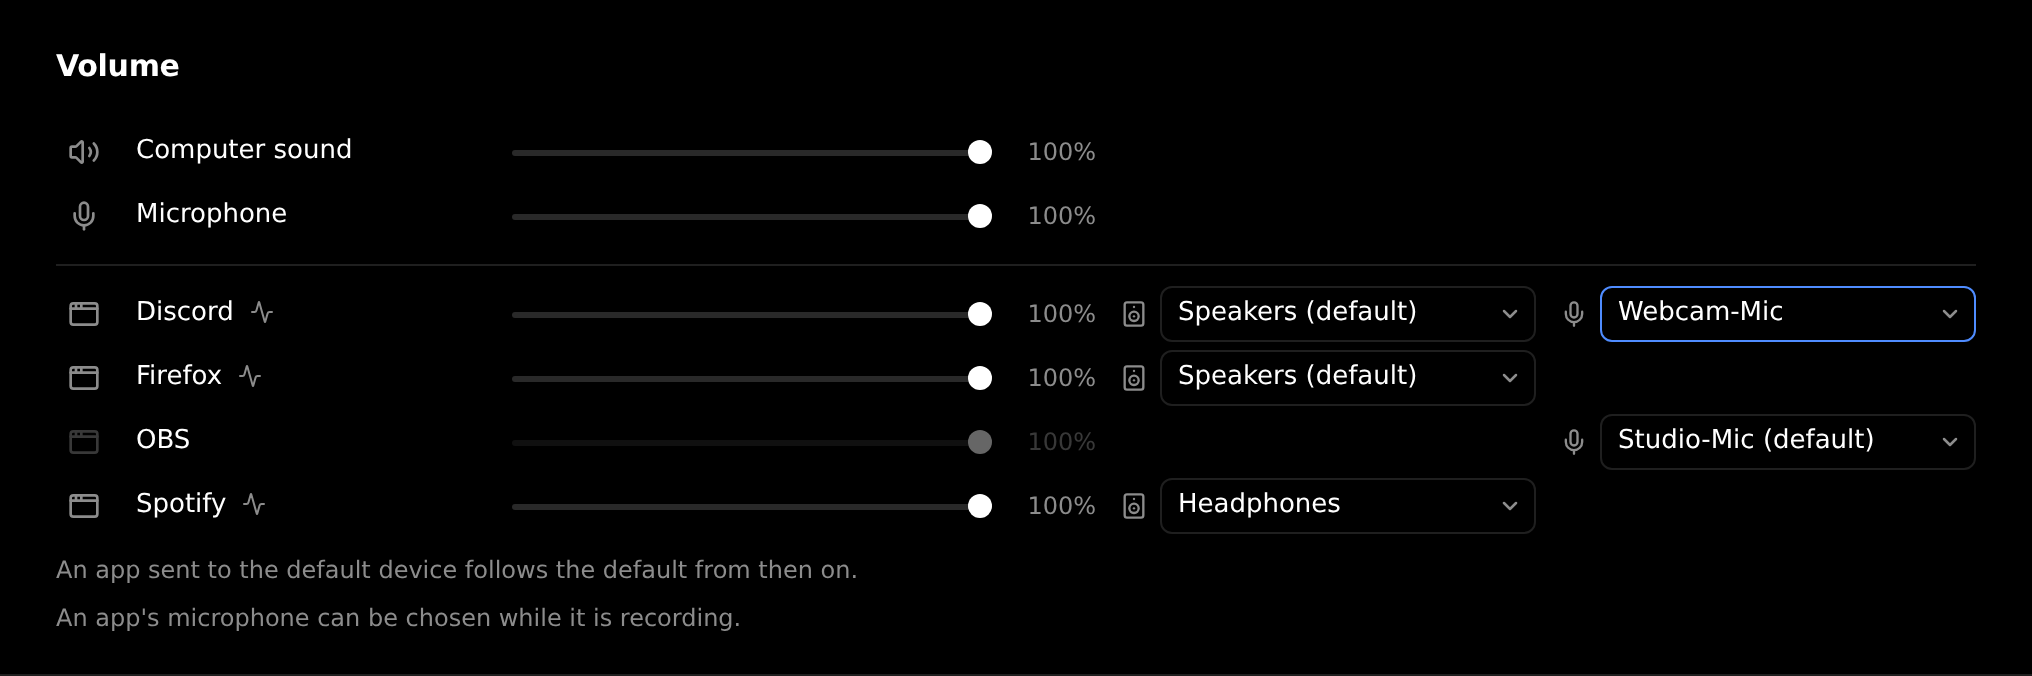 Volume
Computer sound 100%
Microphone 100%
Discord 100% Speakers (default) Webcam-Mic
Firefox 100% Speakers (default)
OBS 100% Studio-Mic (default)
Spotify 100% Headphones
An app sent to the default device follows the default from then on.
An app's microphone can be chosen while it is recording.